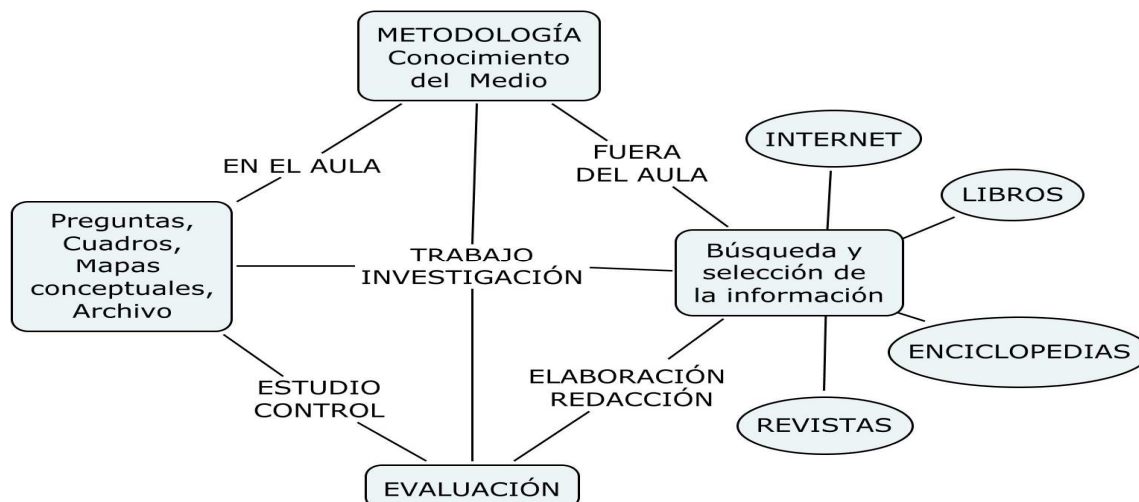 METODOLOGÍA
Conocimiento
del Medio
EN EL AULA
FUERA
DEL AULA
INTERNET
LIBROS
Preguntas,
Cuadros,
Mapas
conceptuales,
Archivo
TRABAJO
INVESTIGACIÓN
Búsqueda y
selección de
la información
ENCICLOPEDIAS
REVISTAS
ESTUDIO
CONTROL
ELABORACIÓN
REDACCIÓN
EVALUACIÓN